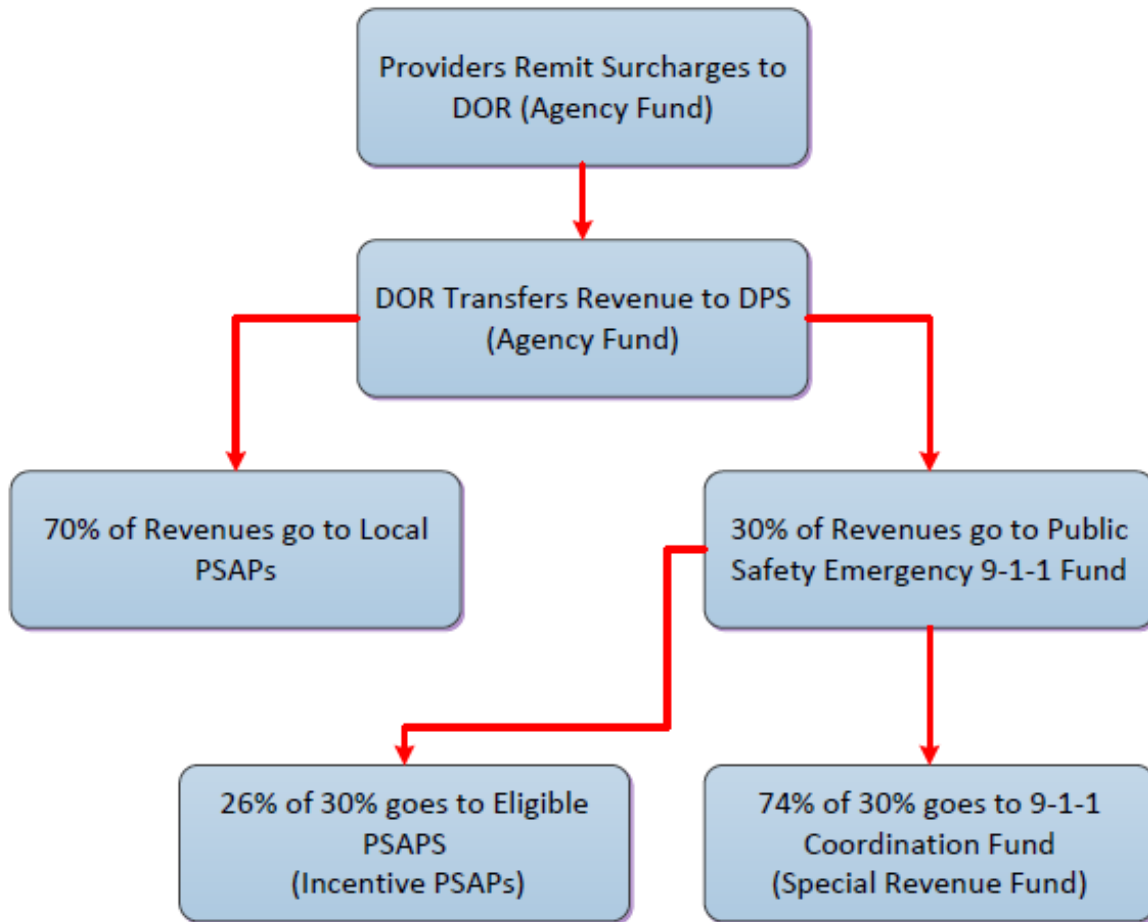 Providers Remit Surcharges to
DOR (Agency Fund)
DOR Transfers Revenue to DPS
(Agency Fund)
70% of Revenues go to Local
PSAPs
30% of Revenues go to Public
Safety Emergency 9-1-1 Fund
26% of 30% goes to Eligible
PSAPS
(Incentive PSAPs)
74% of 30% goes to 9-1-1
Coordination Fund
(Special Revenue Fund)